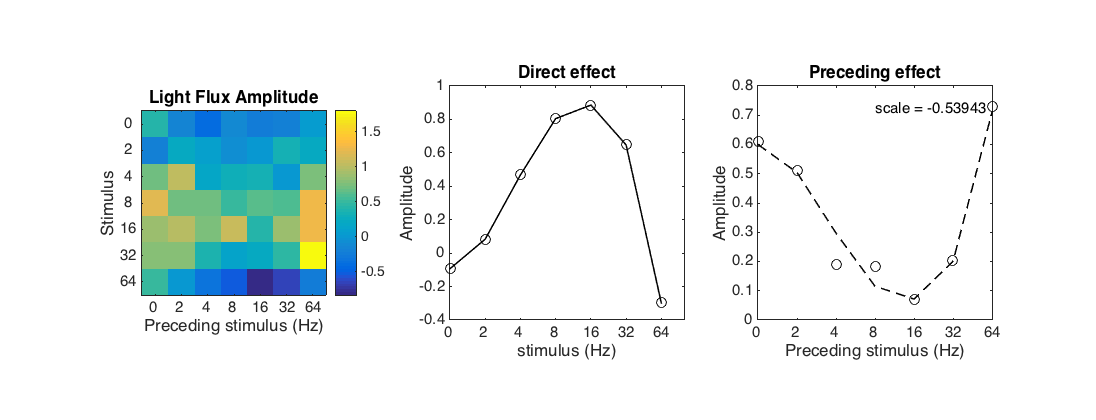 Light Flux Amplitude
Stimulus
0
2
4
8
16
32
64
0 2 4 8 16 32 64
Preceding stimulus (Hz)
1.5
1
0.5
0
-0.5
Direct effect
Amplitude
1
0.8
0.6
0.4
0.2
0
-0.2
-0.4
0 2 4 8 16 32 64
stimulus (Hz)
Preceding effect
scale = -0.53943
Amplitude
0.8
0.7
0.6
0.5
0.4
0.3
0.2
0.1
0
0 2 4 8 16 32 64
Preceding stimulus (Hz)